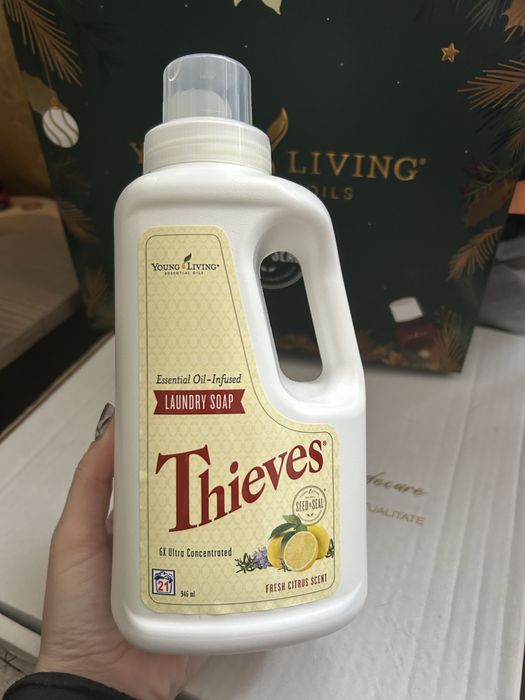 LIVING®
OILS
YOUNG LIVING®
ESSENTIAL OILS
Essential Oil-Infused
LAUNDRY SOAP
Thieves®
SEED TO SEAL
6X Ultra Concentrated
21
946 ml
FRESH CITRUS SCENT